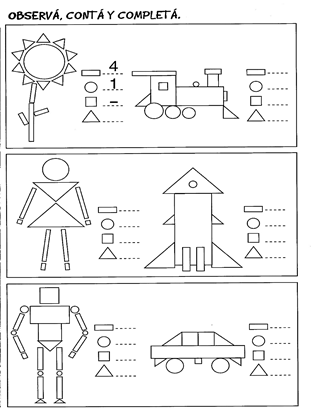 OBSERVÁ, CONTÁ Y COMPLETÁ.
4
1
–